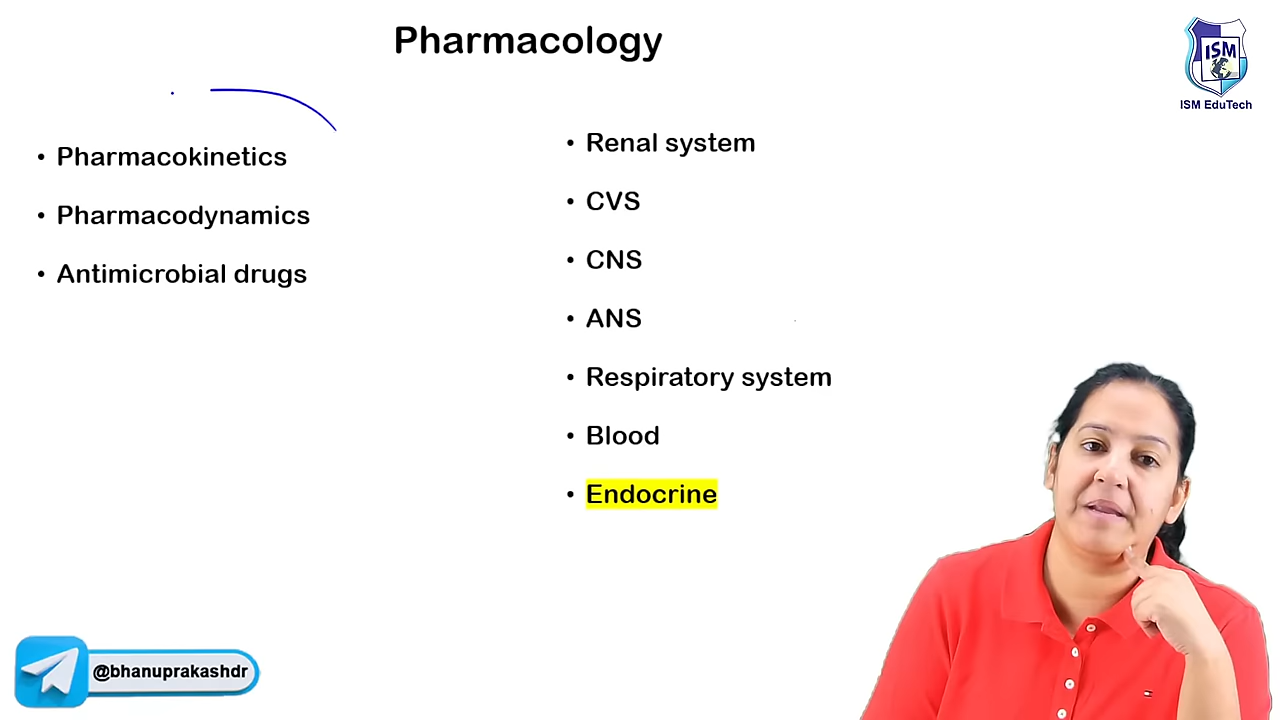 Pharmacology
ISM
ISM EduTech
• Pharmacokinetics
• Pharmacodynamics
• Antimicrobial drugs
• Renal system
• CVS
• CNS
• ANS
• Respiratory system
• Blood
• Endocrine
@bhanuprakashdr